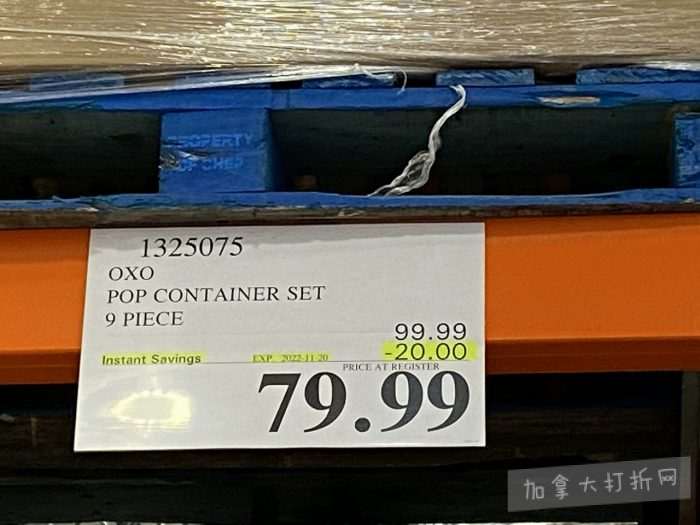 PROPERTY
OF CHEP
1325075
OXO
POP CONTAINER SET
9 PIECE
99.99
Instant Savings EXP. 2022-11-20 -20.00
PRICE AT REGISTER
79.99
加拿大打折网